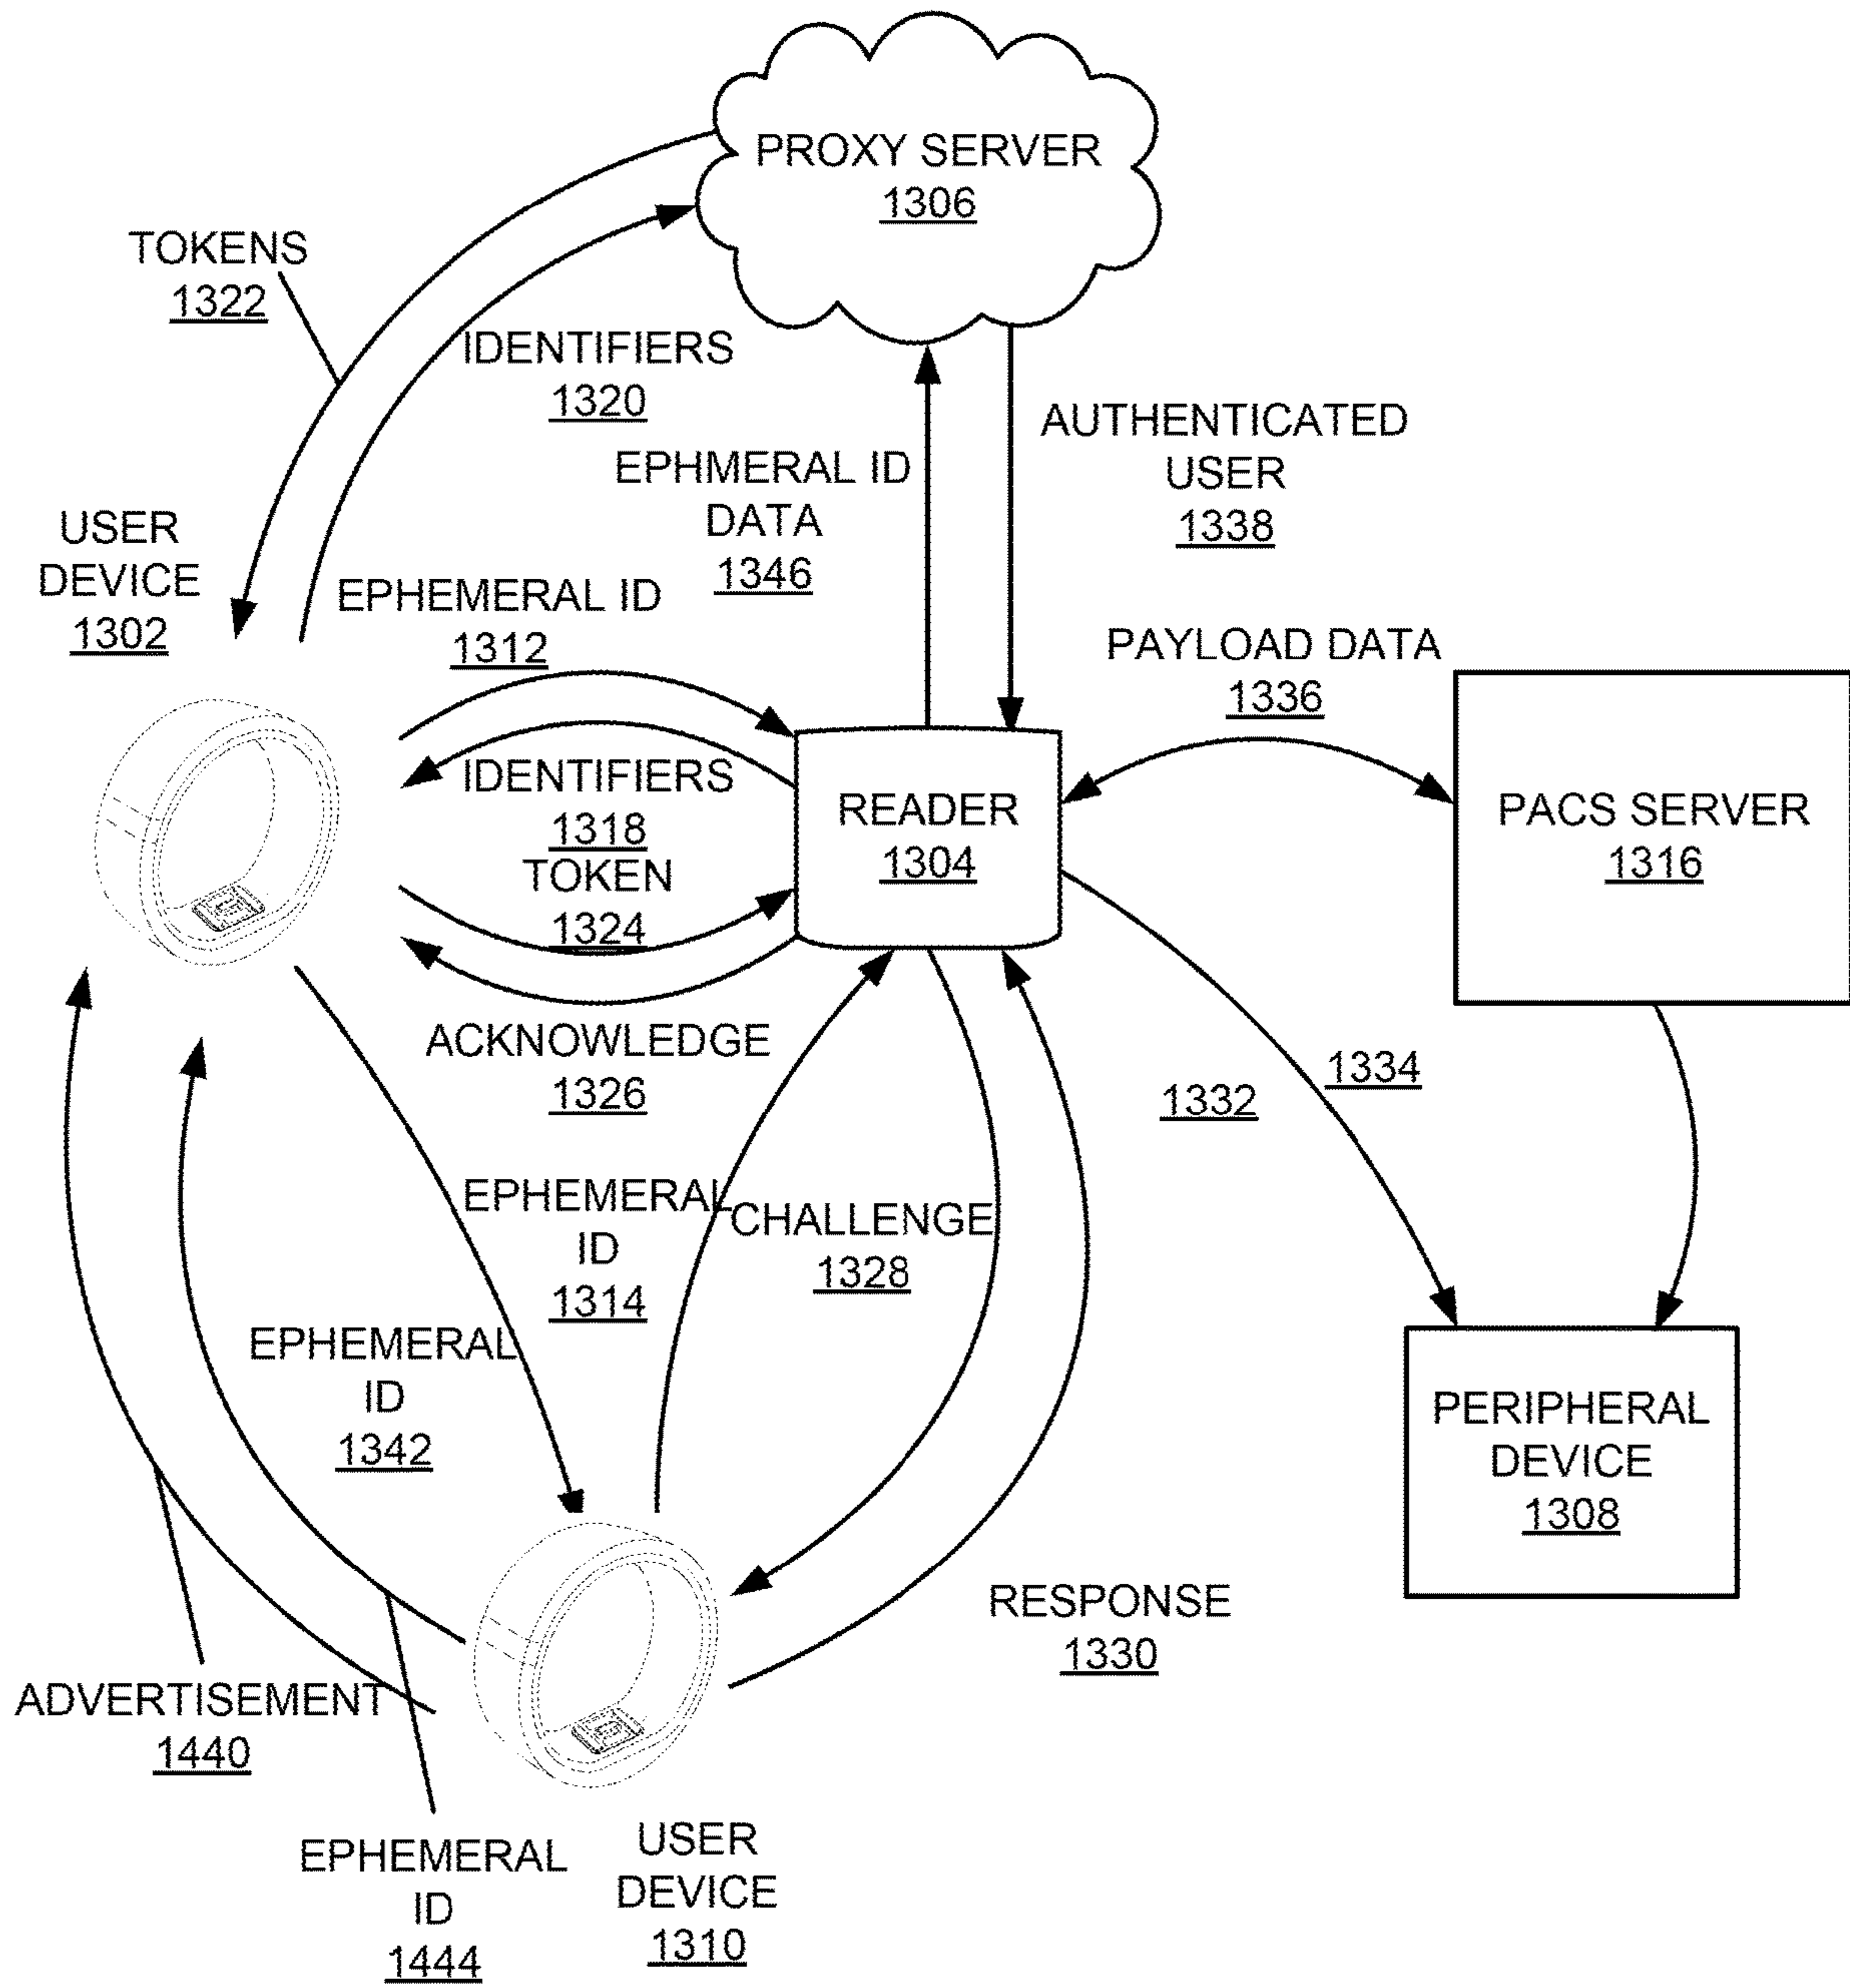 PROXY SERVER
1306
TOKENS
1322
IDENTIFIERS
1320
AUTHENTICATED
USER
1338
EPHMERAL ID
DATA
1346
USER
DEVICE
1302
EPHEMERAL ID
1312
PAYLOAD DATA
1336
IDENTIFIERS
1318
TOKEN
1324
READER
1304
PACS SERVER
1316
ACKNOWLEDGE
1326
1332
1334
EPHEMERAL
ID
1314
CHALLENGE
1328
EPHEMERAL
ID
1342
PERIPHERAL
DEVICE
1308
RESPONSE
1330
ADVERTISEMENT
1440
EPHEMERAL
ID
1444
USER
DEVICE
1310